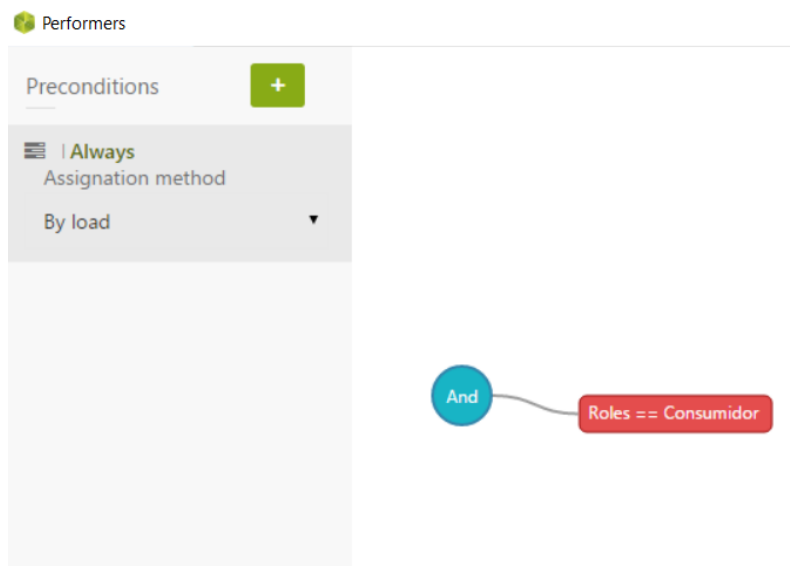 Performers
Preconditions
+
| Always
Assignation method
By load
And
Roles == Consumidor